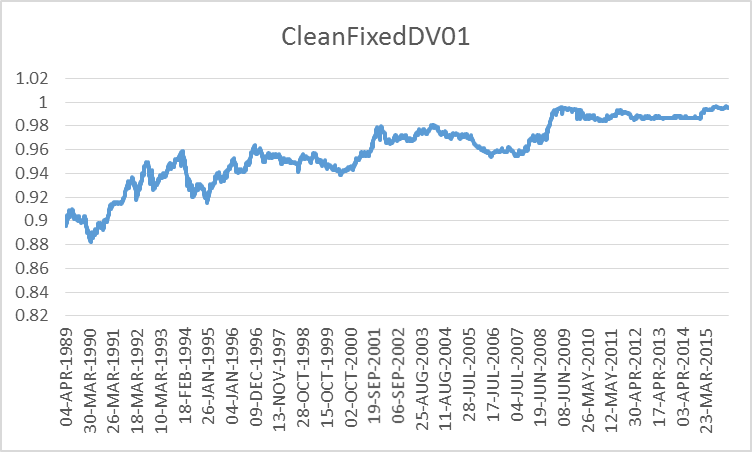 CleanFixedDV01
1.02
1
0.98
0.96
0.94
0.92
0.9
0.88
0.86
0.84
0.82
04-APR-1989
30-MAR-1990
26-MAR-1991
18-MAR-1992
10-MAR-1993
18-FEB-1994
26-JAN-1995
04-JAN-1996
09-DEC-1996
13-NOV-1997
28-OCT-1998
15-OCT-1999
02-OCT-2000
19-SEP-2001
06-SEP-2002
25-AUG-2003
11-AUG-2004
28-JUL-2005
17-JUL-2006
04-JUL-2007
19-JUN-2008
08-JUN-2009
26-MAY-2010
12-MAY-2011
25-APR-2012
17-APR-2013
03-APR-2014
23-MAR-2015